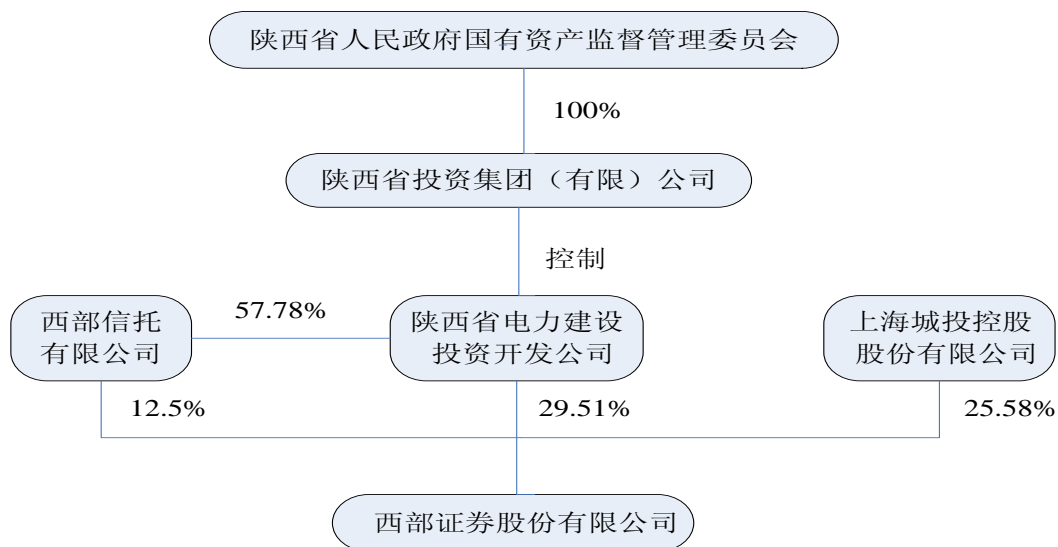 陕西省人民政府国有资产监督管理委员会
100%
陕西省投资集团（有限）公司
控制
西部信托
有限公司
57.78%
陕西省电力建设
投资开发公司
上海城投控股
股份有限公司
12.5%
29.51%
25.58%
西部证券股份有限公司